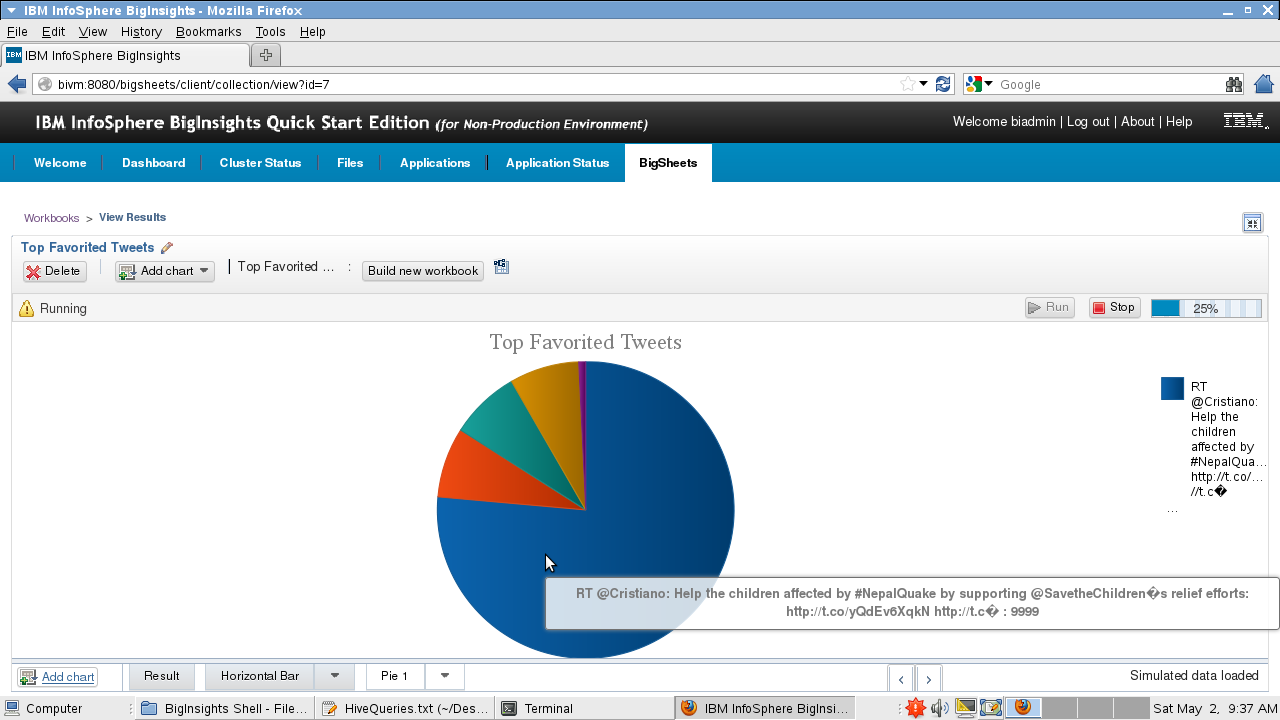 IBM InfoSphere BigInsights - Mozilla Firefox
File Edit View History Bookmarks Tools Help
IBM IBM InfoSphere BigInsights
bivm:8080/bigsheets/client/collection/view?id=7
Google
IBM InfoSphere BigInsights Quick Start Edition (for Non-Production Environment)
Welcome biadmin | Log out | About | Help
IBM
Welcome Dashboard Cluster Status Files Applications Application Status BigSheets
Workbooks > View Results
Top Favorited Tweets
Delete Add chart Top Favorited ... : Build new workbook
Running
Run Stop 25%
Top Favorited Tweets
RT
@Cristiano:
Help the
children
affected by
#NepalQua...
http://t.co/...
//t.c�
...
RT @Cristiano: Help the children affected by #NepalQuake by supporting @SavetheChildren�s relief efforts:
http://t.co/yQdEv6XqkN http://t.c� : 9999
Add chart Result Horizontal Bar Pie 1 Simulated data loaded
Computer BigInsights Shell - File... HiveQueries.txt (~/Des... Terminal IBM InfoSphere BigInsi... Sat May 2, 9:37 AM